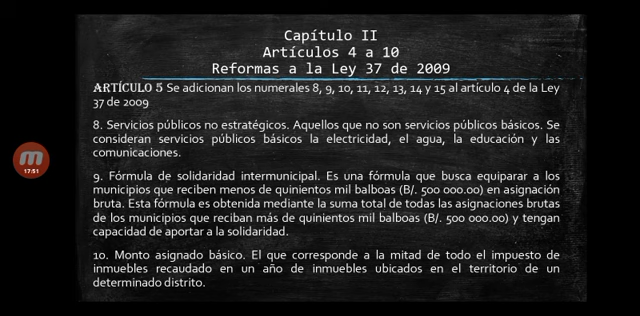 Capítulo II
Artículos 4 a 10
Reformas a la Ley 37 de 2009
ARTÍCULO 5 Se adicionan los numerales 8, 9, 10, 11, 12, 13, 14 y 15 al artículo 4 de la Ley
37 de 2009
8. Servicios públicos no estratégicos. Aquellos que no son servicios públicos básicos. Se
consideran servicios públicos básicos la electricidad, el agua, la educación y las
comunicaciones.
9. Fórmula de solidaridad intermunicipal. Es una fórmula que busca equiparar a los
municipios que reciben menos de quinientos mil balboas (B/. 500 000.00) en asignación
bruta. Esta fórmula es obtenida mediante la suma total de todas las asignaciones brutas
de los municipios que reciban más de quinientos mil balboas (B/. 500 000.00) y tengan
capacidad de aportar a la solidaridad.
10. Monto asignado básico. El que corresponde a la mitad de todo el impuesto de
inmuebles recaudado en un año de inmuebles ubicados en el territorio de un
determinado distrito.
17:51